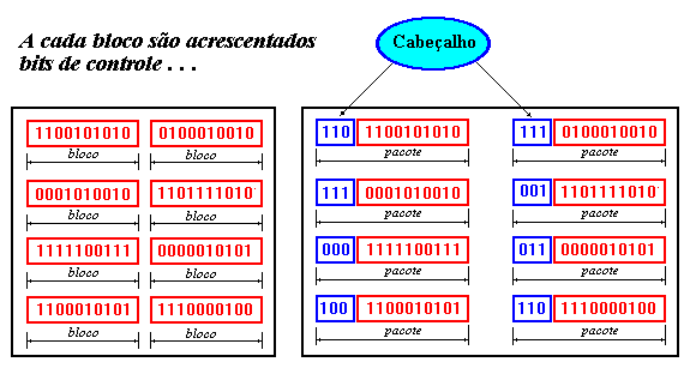 A cada bloco são acrescentados
bits de controle . . .
Cabeçalho
1100101010 0100010010
bloco bloco
0001010010 1101111010
bloco bloco
1111100111 0000010101
bloco bloco
1100010101 1110000100
bloco bloco
110 1100101010 111 0100010010
pacote pacote
111 0001010010 001 1101111010
pacote pacote
000 1111100111 011 0000010101
pacote pacote
100 1100010101 110 1110000100
pacote pacote